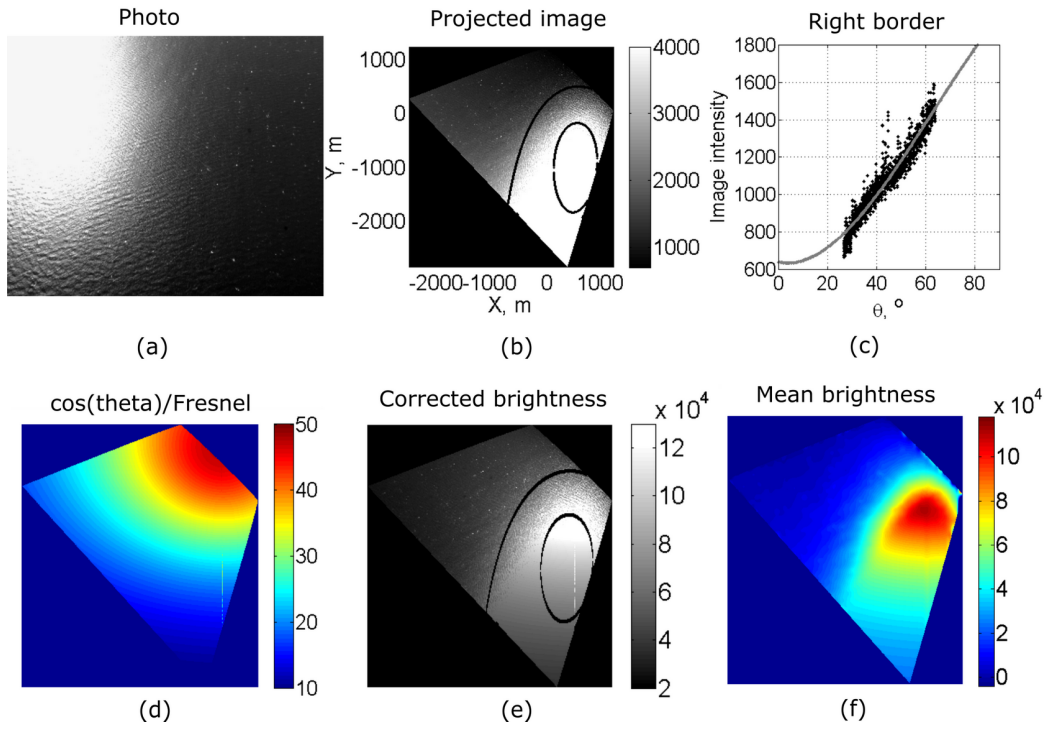 Photo
Projected image
Right border
1000
0
-1000
-2000
Y, m
-2000-1000 0 1000
X, m
4000
3000
2000
1000
1800
1600
1400
1200
1000
800
600
Image intensity
0 20 40 60 80
θ, º
(a)
(b)
(c)
cos(theta)/Fresnel
Corrected brightness
Mean brightness
50
40
30
20
10
x 10⁴
12
10
8
6
4
2
x 10⁴
10
8
6
4
2
0
(d)
(e)
(f)